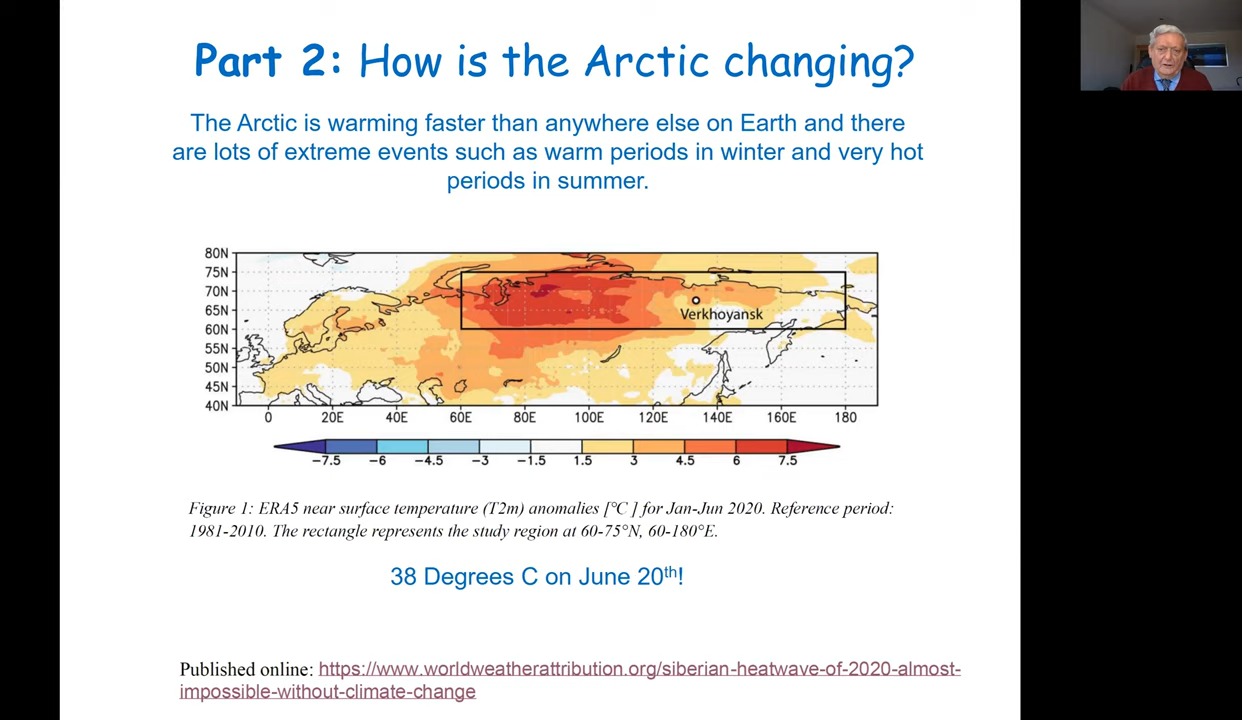 Part 2: How is the Arctic changing?
The Arctic is warming faster than anywhere else on Earth and there
are lots of extreme events such as warm periods in winter and very hot
periods in summer.
80N
75N
70N
65N
60N
55N
50N
45N
40N
Verkhoyansk
0 20E 40E 60E 80E 100E 120E 140E 160E 180
−7.5 −6 −4.5 −3 −1.5 1.5 3 4.5 6 7.5
Figure 1: ERA5 near surface temperature (T2m) anomalies [°C ] for Jan-Jun 2020. Reference period:
1981-2010. The rectangle represents the study region at 60-75°N, 60-180°E.
38 Degrees C on June 20th!
Published online: https://www.worldweatherattribution.org/siberian-heatwave-of-2020-almost-
impossible-without-climate-change